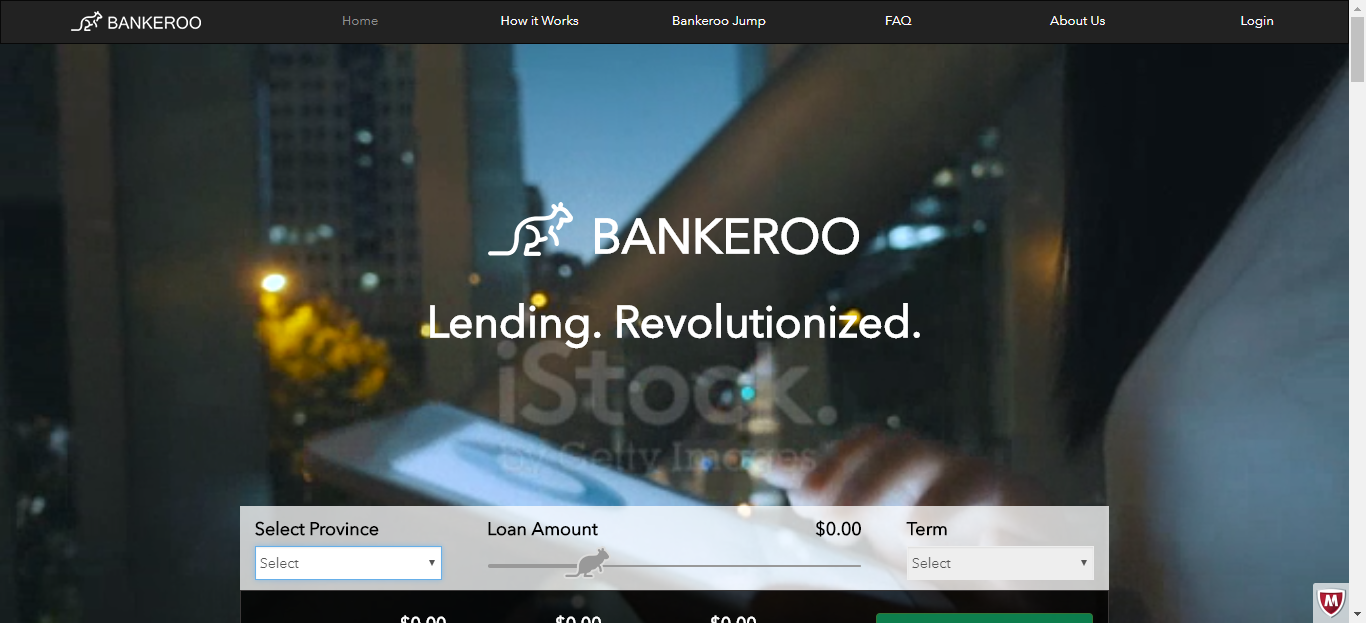 BANKEROO Home How it Works Bankeroo Jump FAQ About Us Login
BANKEROO
Lending. Revolutionized.
iStock.
by Getty Images
Select Province Loan Amount $0.00 Term
Select Select
$0.00 $0.00 $0.00